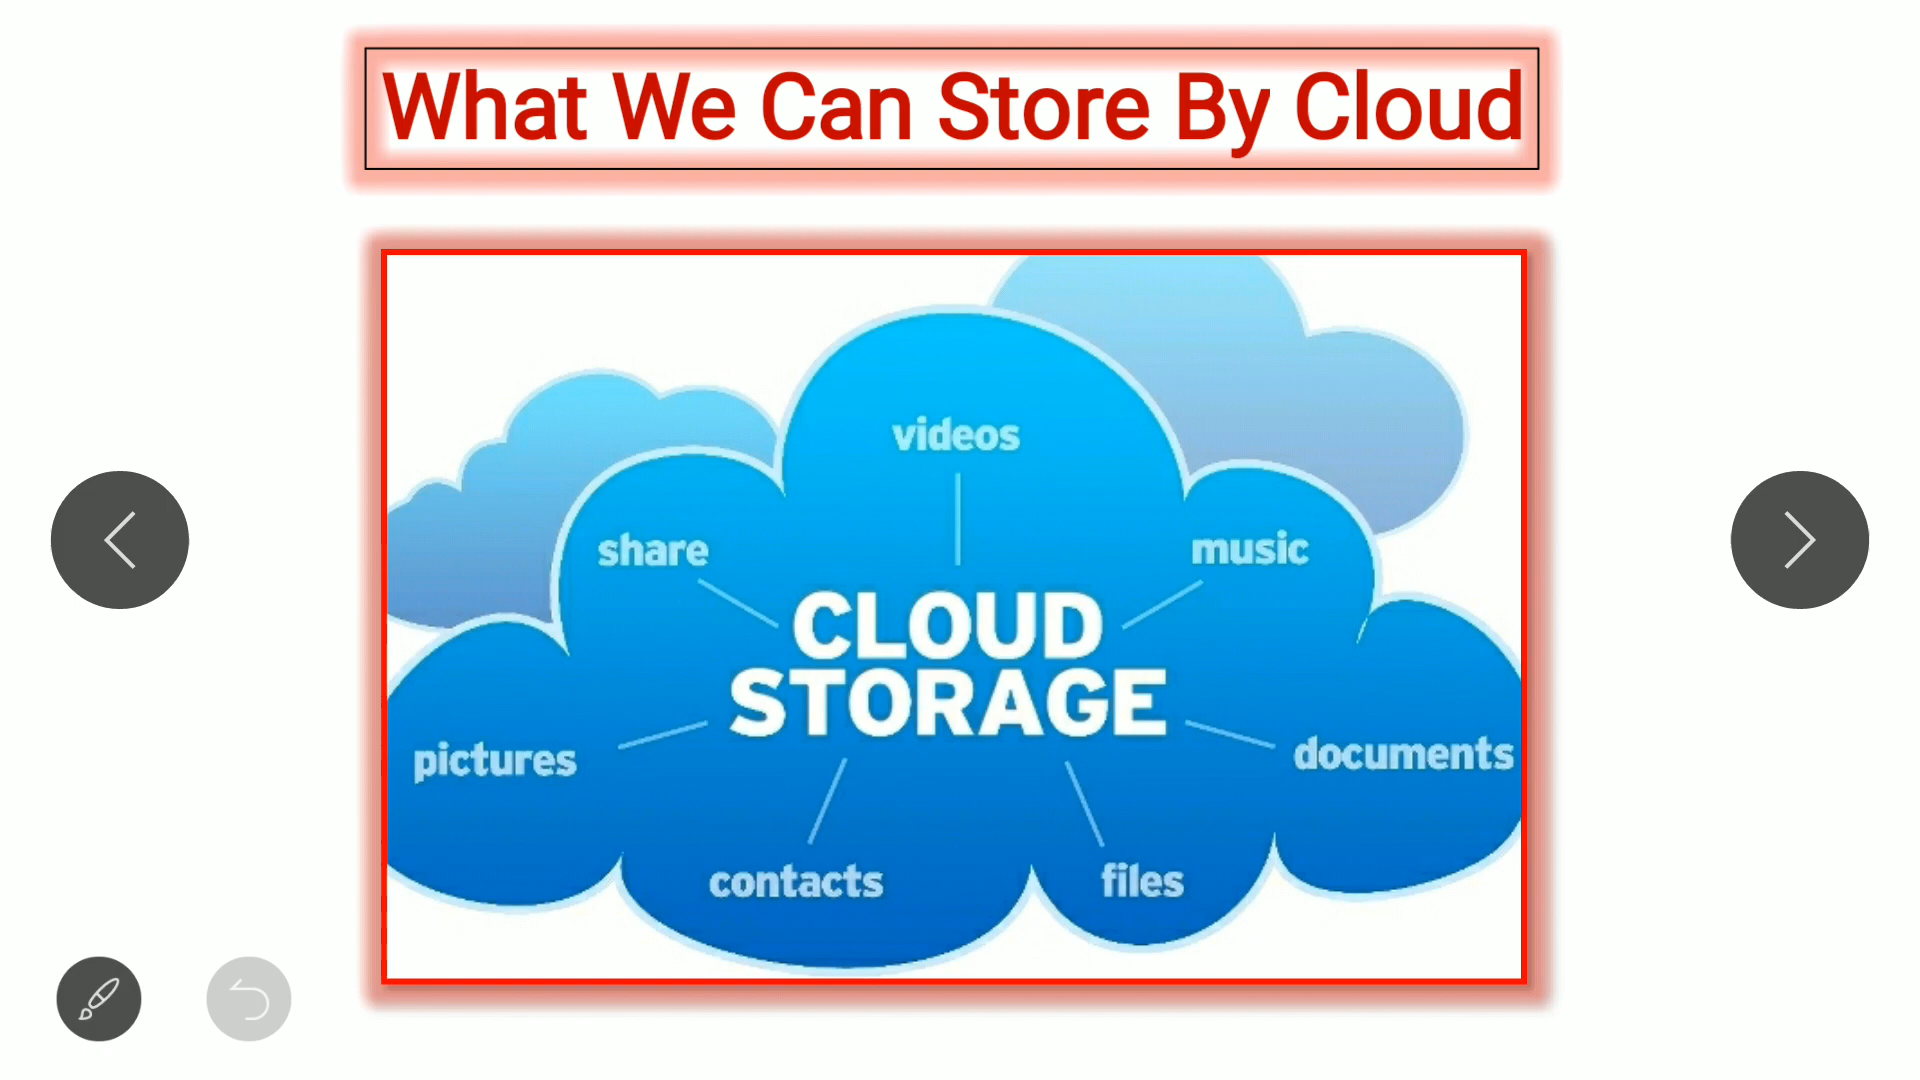 What We Can Store By Cloud
videos
share
music
CLOUD
STORAGE
pictures
documents
contacts
files